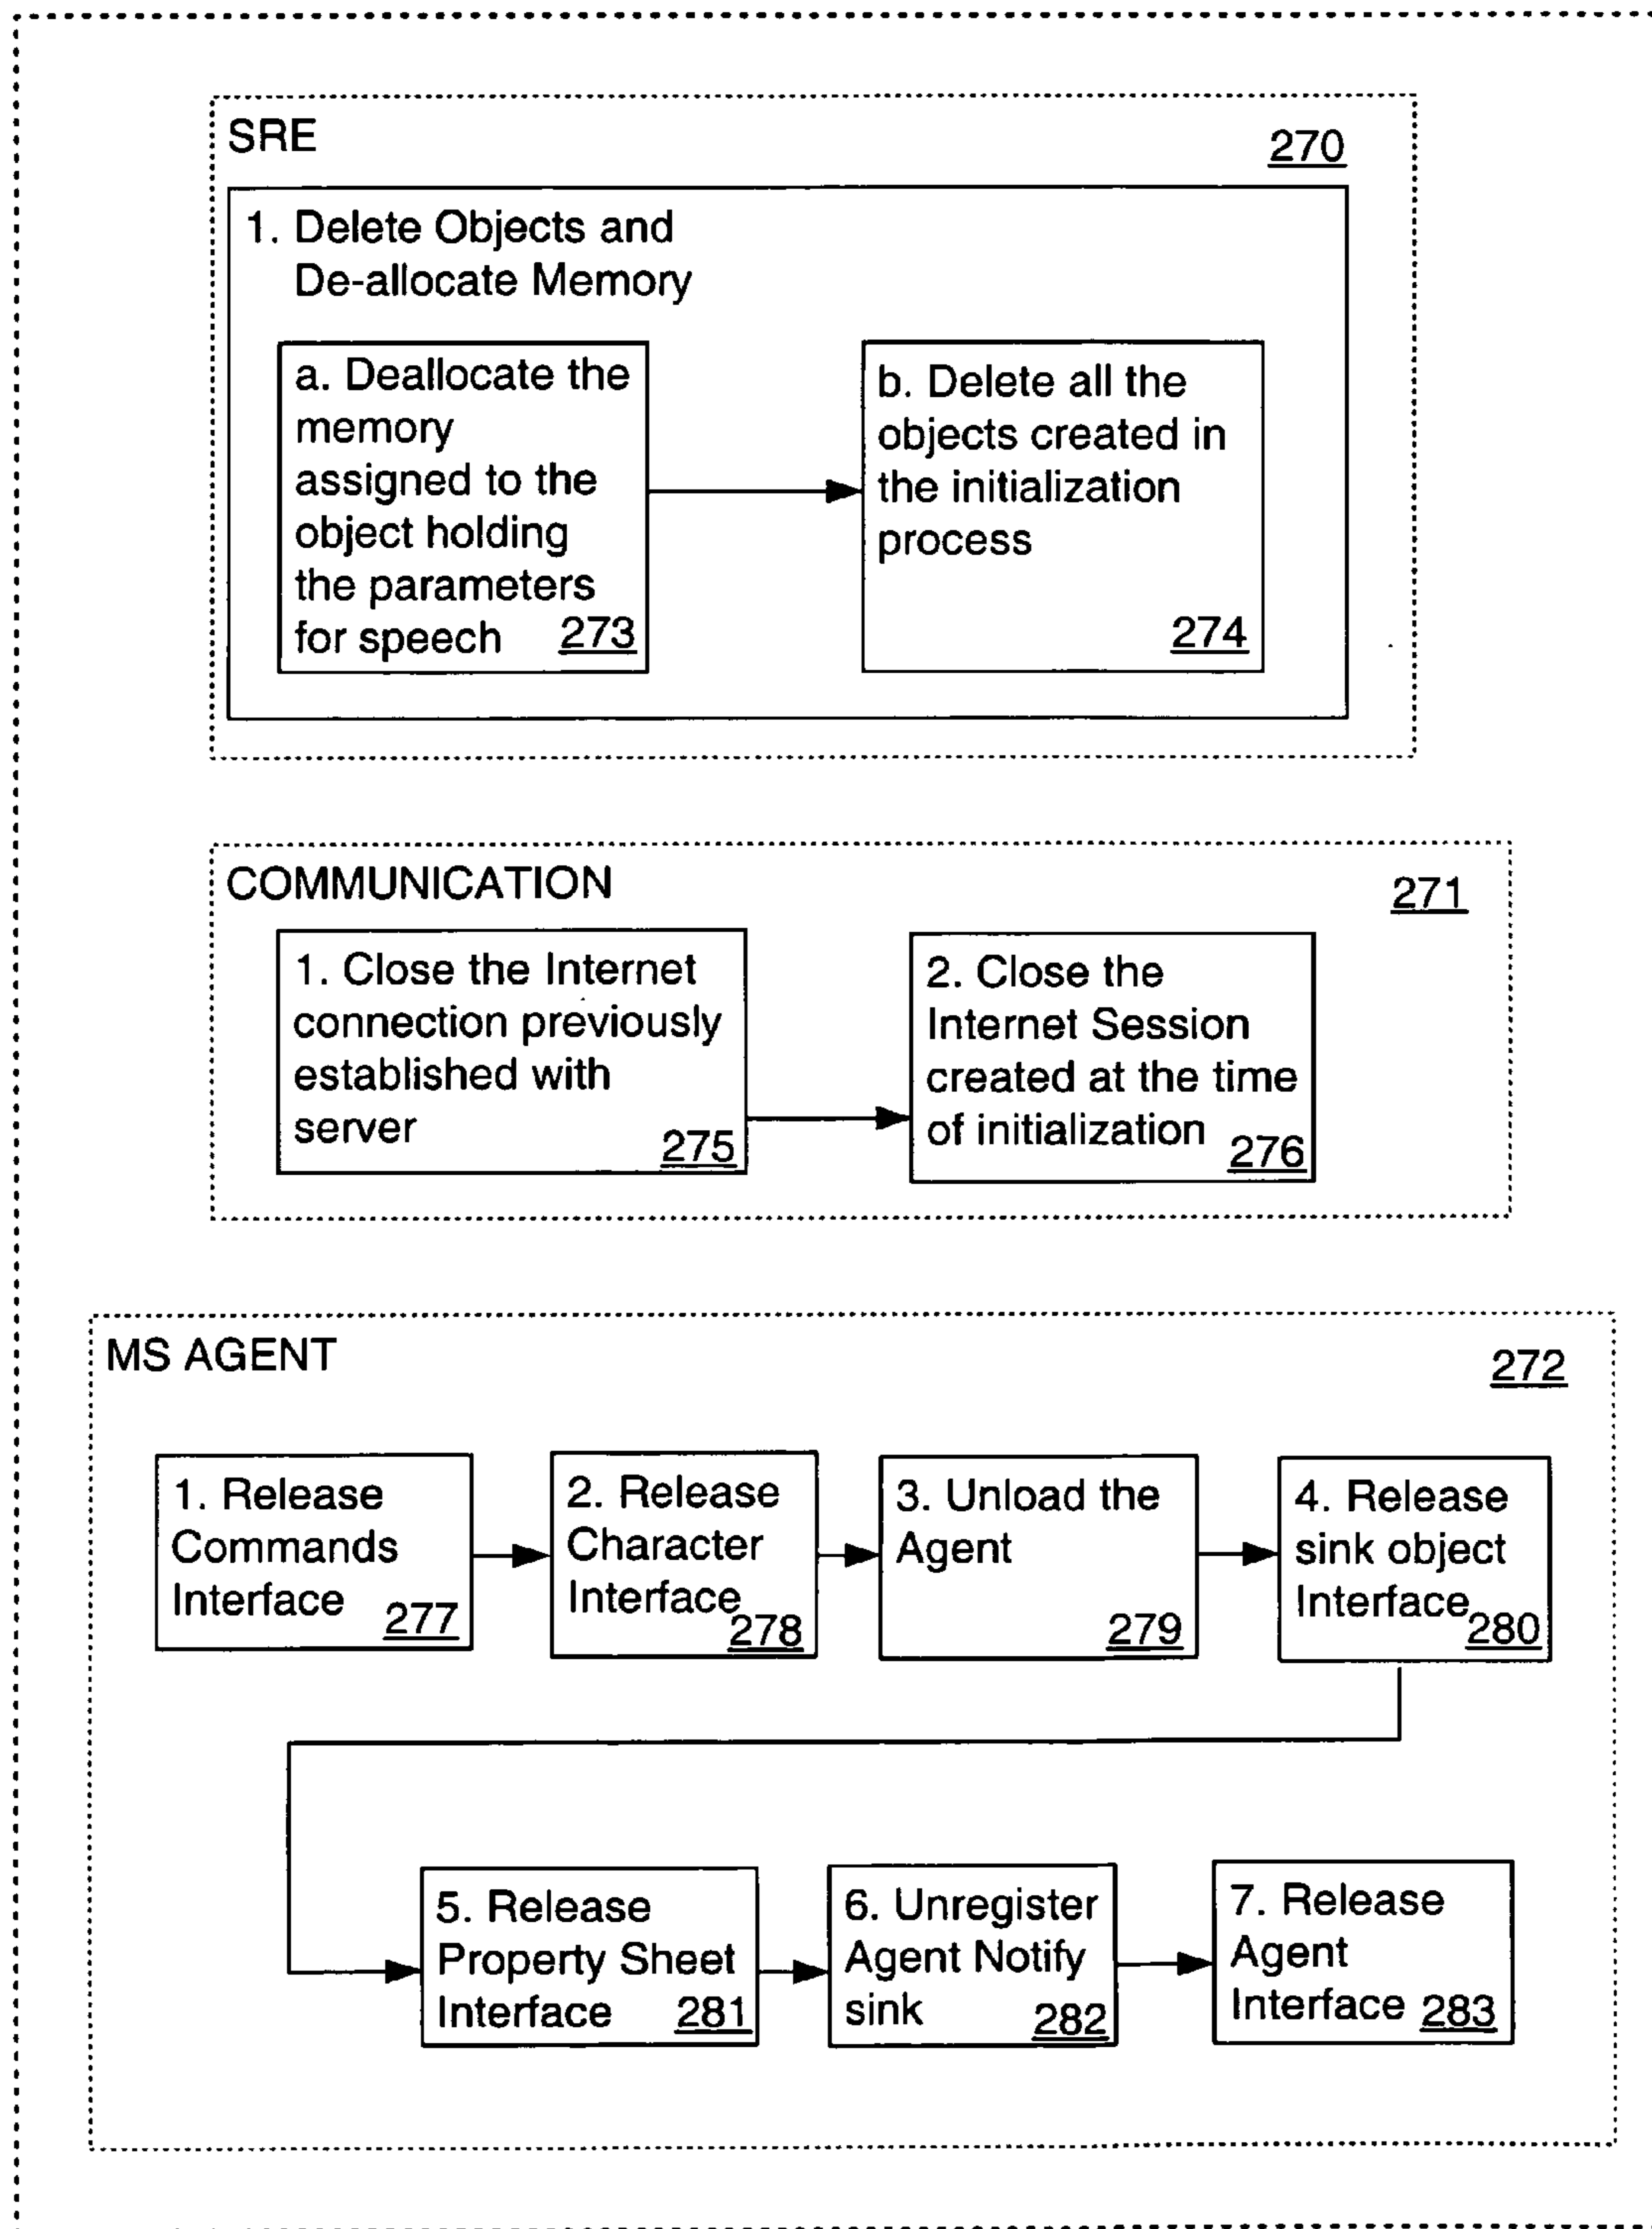 SRE
270
1. Delete Objects and
De-allocate Memory
a. Deallocate the
memory
assigned to the
object holding
the parameters
for speech 273
b. Delete all the
objects created in
the initialization
process
274
COMMUNICATION
271
1. Close the Internet
connection previously
established with
server
275
2. Close the
Internet Session
created at the time
of initialization
276
MS AGENT
272
1. Release
Commands
Interface
277
2. Release
Character
Interface
278
3. Unload the
Agent
279
4. Release
sink object
Interface
280
5. Release
Property Sheet
Interface 281
6. Unregister
Agent Notify
sink 282
7. Release
Agent
Interface 283